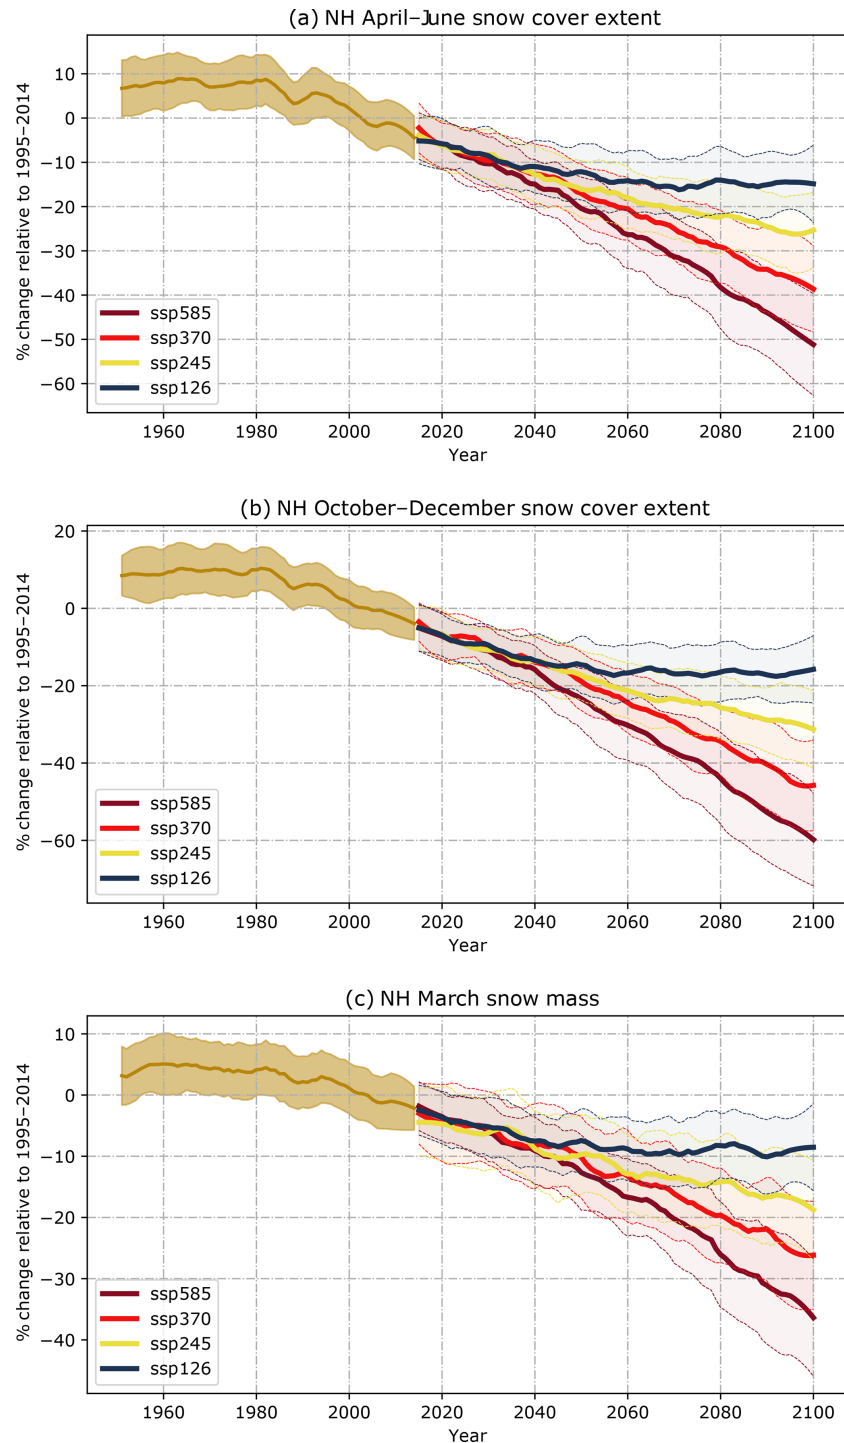 (a) NH April–June snow cover extent
% change relative to 1995–2014
10
0
−10
−20
−30
−40
−50
−60
ssp585
ssp370
ssp245
ssp126
1960 1980 2000 2020 2040 2060 2080 2100
Year
(b) NH October–December snow cover extent
% change relative to 1995–2014
20
0
−20
−40
−60
ssp585
ssp370
ssp245
ssp126
1960 1980 2000 2020 2040 2060 2080 2100
Year
(c) NH March snow mass
% change relative to 1995–2014
10
0
−10
−20
−30
−40
ssp585
ssp370
ssp245
ssp126
1960 1980 2000 2020 2040 2060 2080 2100
Year